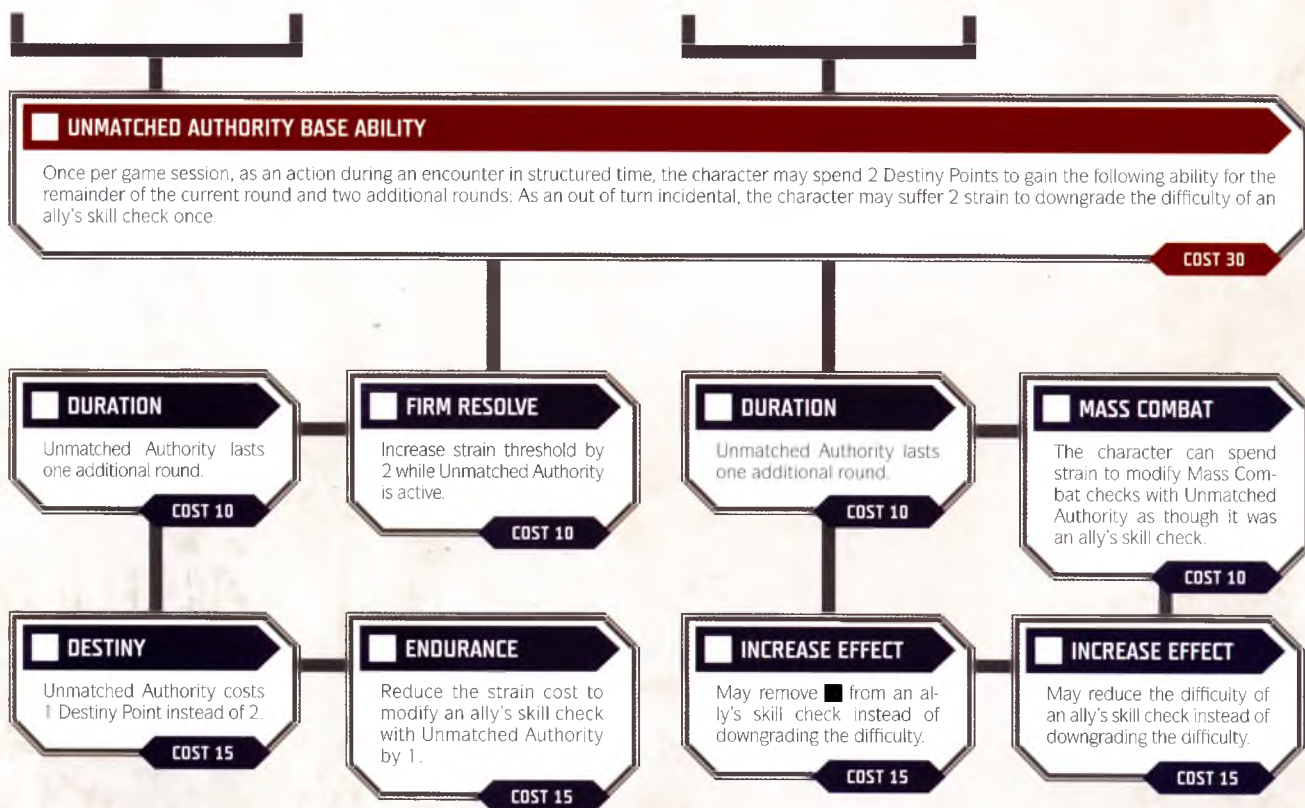 UNMATCHED AUTHORITY BASE ABILITY
Once per game session, as an action during an encounter in structured time, the character may spend 2 Destiny Points to gain the following ability for the
remainder of the current round and two additional rounds: As an out of turn incidental, the character may suffer 2 strain to downgrade the difficulty of an
ally's skill check once.
COST 30
DURATION
Unmatched Authority lasts
one additional round.
COST 10
FIRM RESOLVE
Increase strain threshold by
2 while Unmatched Authority
is active.
COST 10
DURATION
Unmatched Authority lasts
one additional round.
COST 10
MASS COMBAT
The character can spend
strain to modify Mass Com-
bat checks with Unmatched
Authority as though it was
an ally's skill check.
COST 10
DESTINY
Unmatched Authority costs
1 Destiny Point instead of 2.
COST 15
ENDURANCE
Reduce the strain cost to
modify an ally's skill check
with Unmatched Authority
by 1.
COST 15
INCREASE EFFECT
May remove ■ from an al-
ly's skill check instead of
downgrading the difficulty.
COST 15
INCREASE EFFECT
May reduce the difficulty of
an ally's skill check instead of
downgrading the difficulty.
COST 15